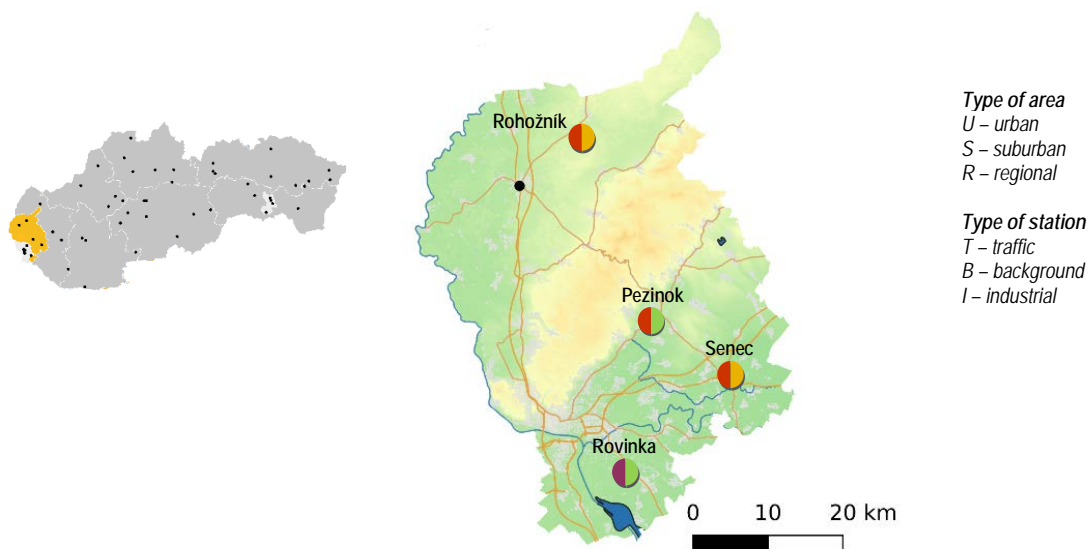 Rohožník
Pezinok
Senec
Rovinka
0 10 20 km
Type of area
U – urban
S – suburban
R – regional
Type of station
T – traffic
B – background
I – industrial